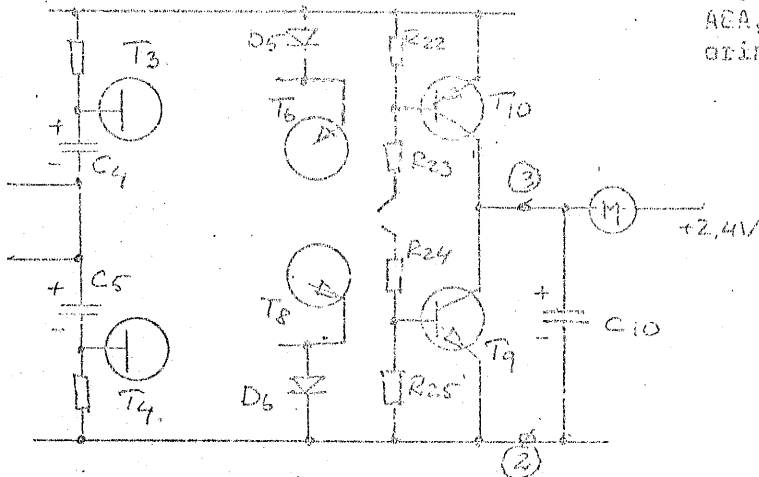 AEA,
T3
D5
R22
T6
T10
+
-
C4
R23
3
M
+2,4V
C5
+
-
R24
T8
T9
+
-
C10
T4
D6
R25
2